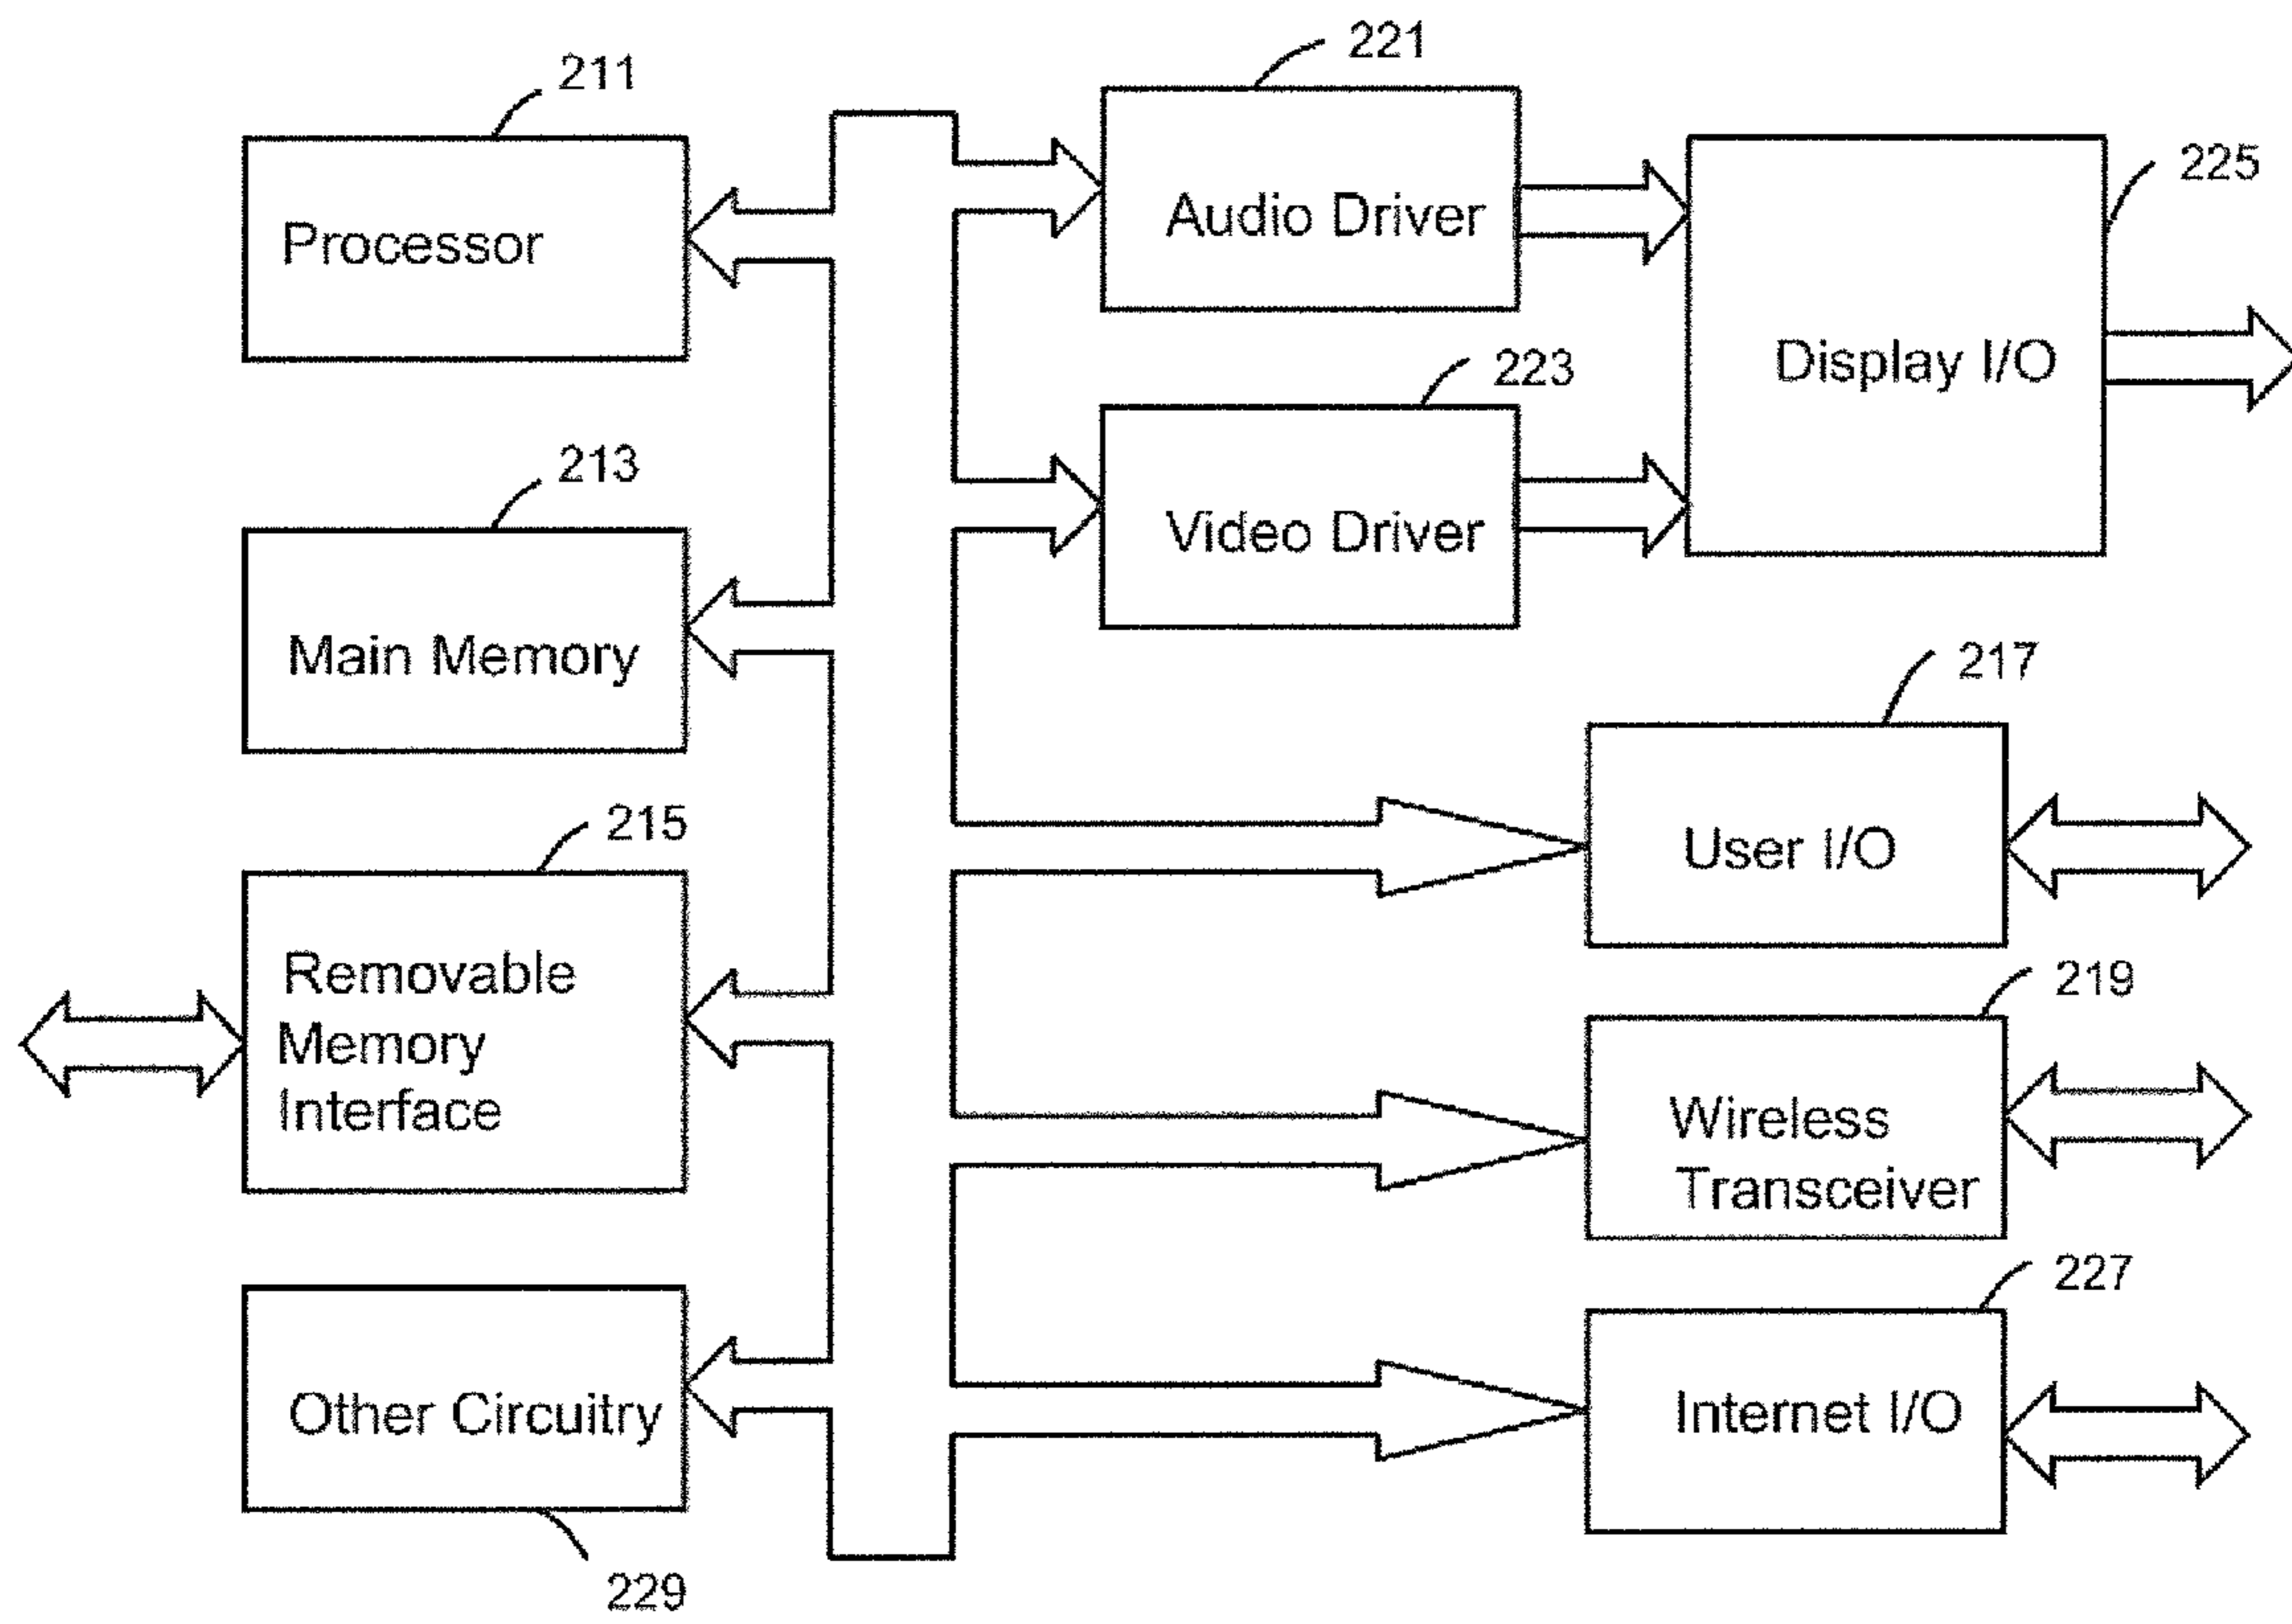 211
Processor
213
Main Memory
215
Removable
Memory
Interface
Other Circuitry
229
221
Audio Driver
223
Video Driver
225
Display I/O
217
User I/O
219
Wireless
Transceiver
227
Internet I/O